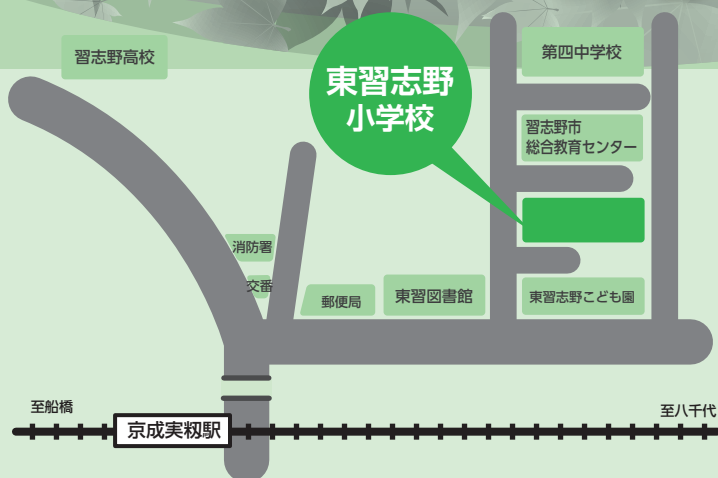 習志野高校
東習志野
小学校
第四中学校
習志野市
総合教育センター
消防署
交番
郵便局
東習図書館
東習志野こども園
至船橋
京成実籾駅
至八千代